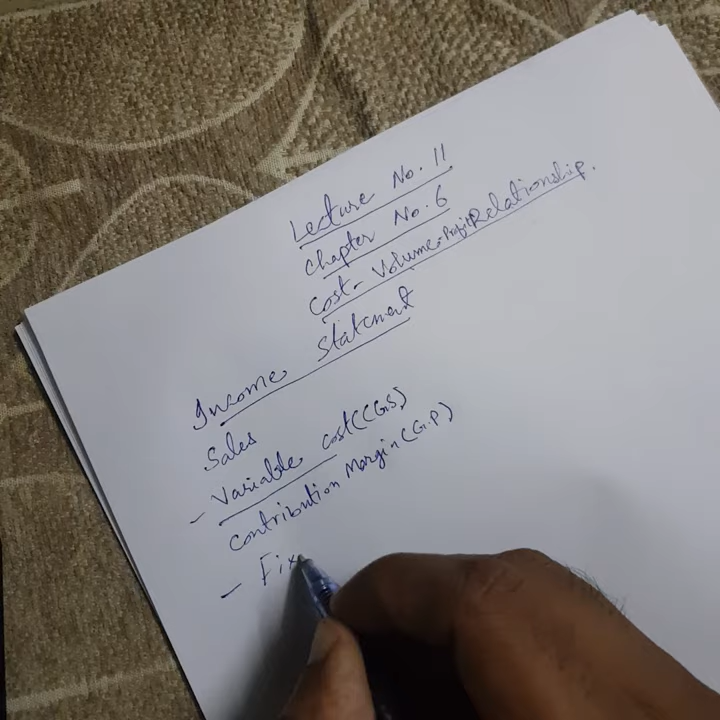 Lecture No. 11
Chapter No. 6
Cost-Volume-Profit Relationship.
Income Statement
Sales
- Variable cost (CGS)
Contribution Margin (G.P)
- Fix